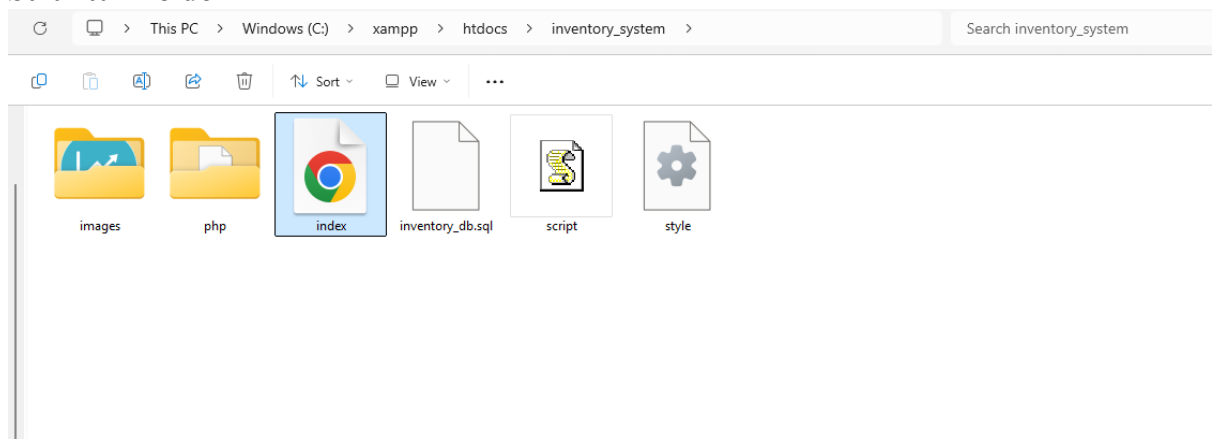 This PC > Windows (C:) > xampp > htdocs > inventory_system >
Search inventory_system
Sort
View
images
php
index
inventory_db.sql
script
style